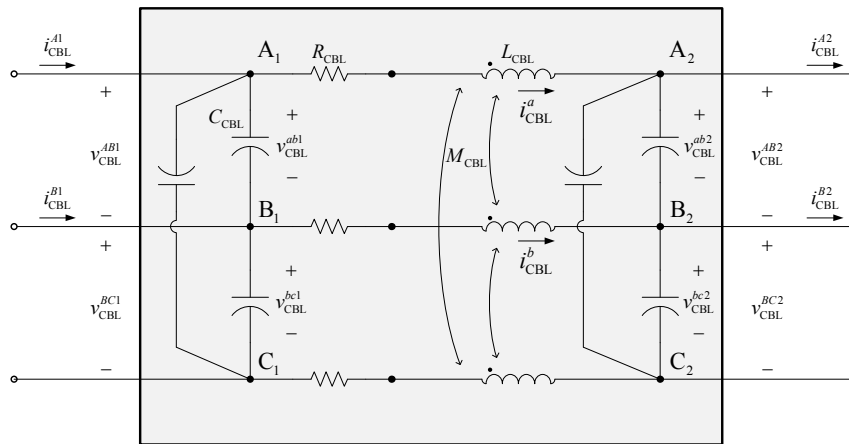 i_CBL^A1 A₁ R_CBL L_CBL A₂ i_CBL^A2
+ + i_CBL^a + +
C_CBL
v_CBL^AB1 v_CBL^ab1 M_CBL v_CBL^ab2 v_CBL^AB2
− −
i_CBL^B1 − B₁ B₂ − i_CBL^B2
+ +
+ i_CBL^b +
v_CBL^BC1 v_CBL^bc1 v_CBL^bc2 v_CBL^BC2
− −
− C₁ C₂ −